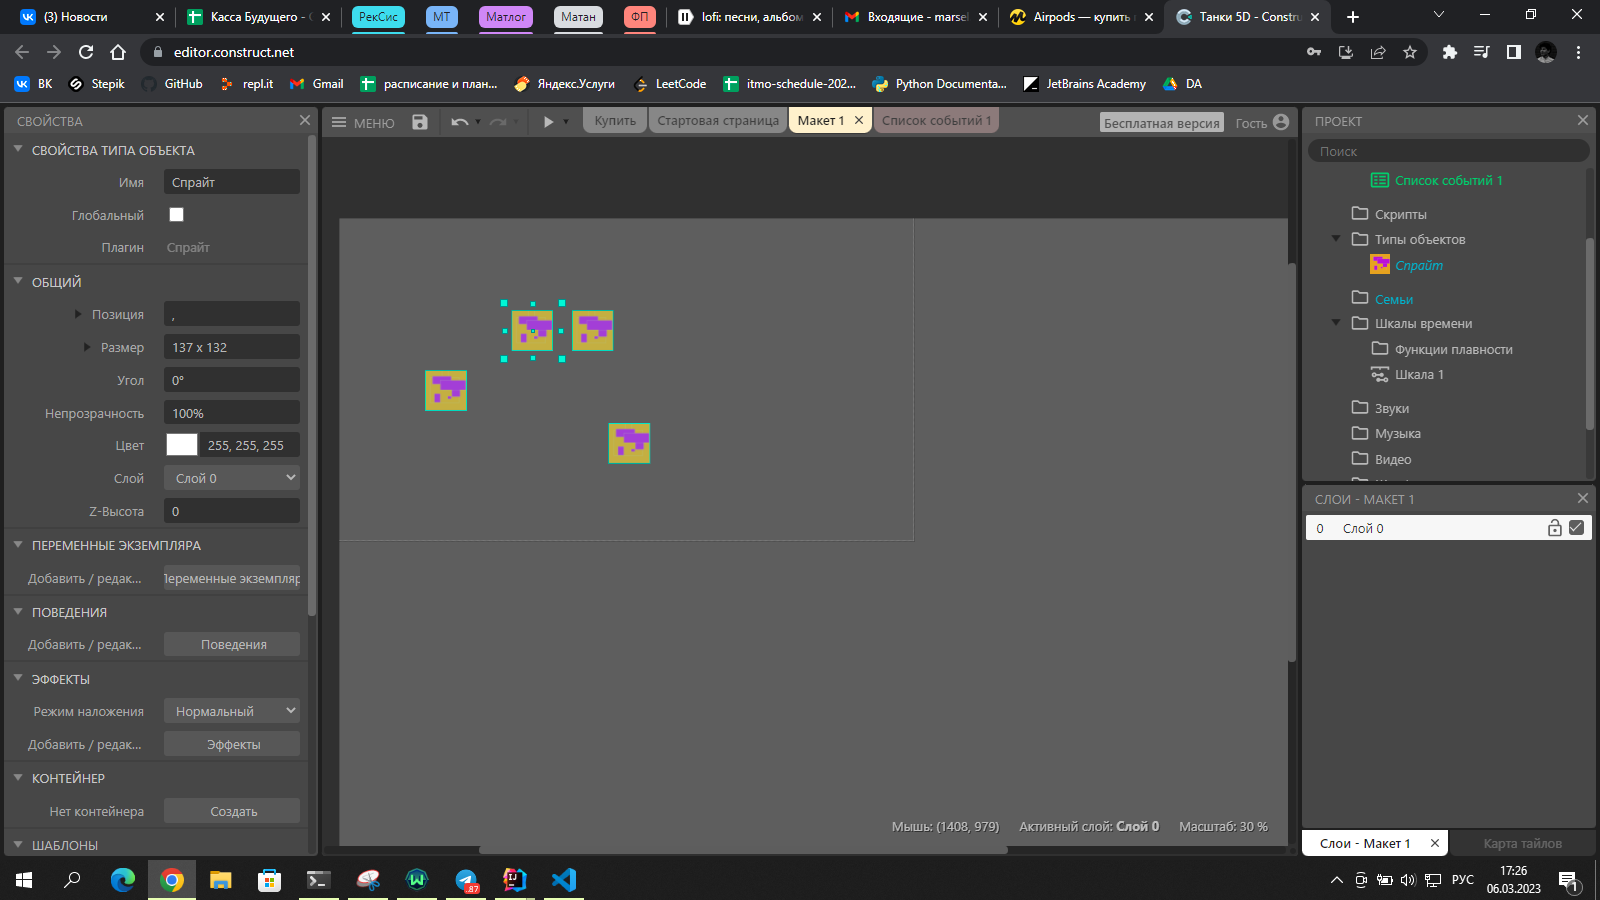 (3) Новости
Касса Будущего - G
РекСис
МТ
Матлог
Матан
ФП
lofi: песни, альбом
Входящие - marsel
Airpods — купить
Танки 5D - Constru
editor.construct.net
ВК
Stepik
GitHub
repl.it
Gmail
расписание и план...
Яндекс.Услуги
LeetCode
itmo-schedule-202...
Python Documenta...
JetBrains Academy
DA
СВОЙСТВА
МЕНЮ
Купить
Стартовая страница
Макет 1
Список событий 1
Бесплатная версия
Гость
ПРОЕКТ
СВОЙСТВА ТИПА ОБЪЕКТА
Имя
Спрайт
Глобальный
Плагин
Спрайт
ОБЩИЙ
Позиция
,
Размер
137 x 132
Угол
0°
Непрозрачность
100%
Цвет
255, 255, 255
Слой
Слой 0
Z-Высота
0
ПЕРЕМЕННЫЕ ЭКЗЕМПЛЯРА
Добавить / редак...
Переменные экземпляр
ПОВЕДЕНИЯ
Добавить / редак...
Поведения
ЭФФЕКТЫ
Режим наложения
Нормальный
Добавить / редак...
Эффекты
КОНТЕЙНЕР
Нет контейнера
Создать
ШАБЛОНЫ
Мышь: (1408, 979)
Активный слой: Слой 0
Масштаб: 30 %
Поиск
Список событий 1
Скрипты
Типы объектов
Спрайт
Семьи
Шкалы времени
Функции плавности
Шкала 1
Звуки
Музыка
Видео
СЛОИ - МАКЕТ 1
0
Слой 0
Слои - Макет 1
Карта тайлов
87
РУС
17:26
06.03.2023
1